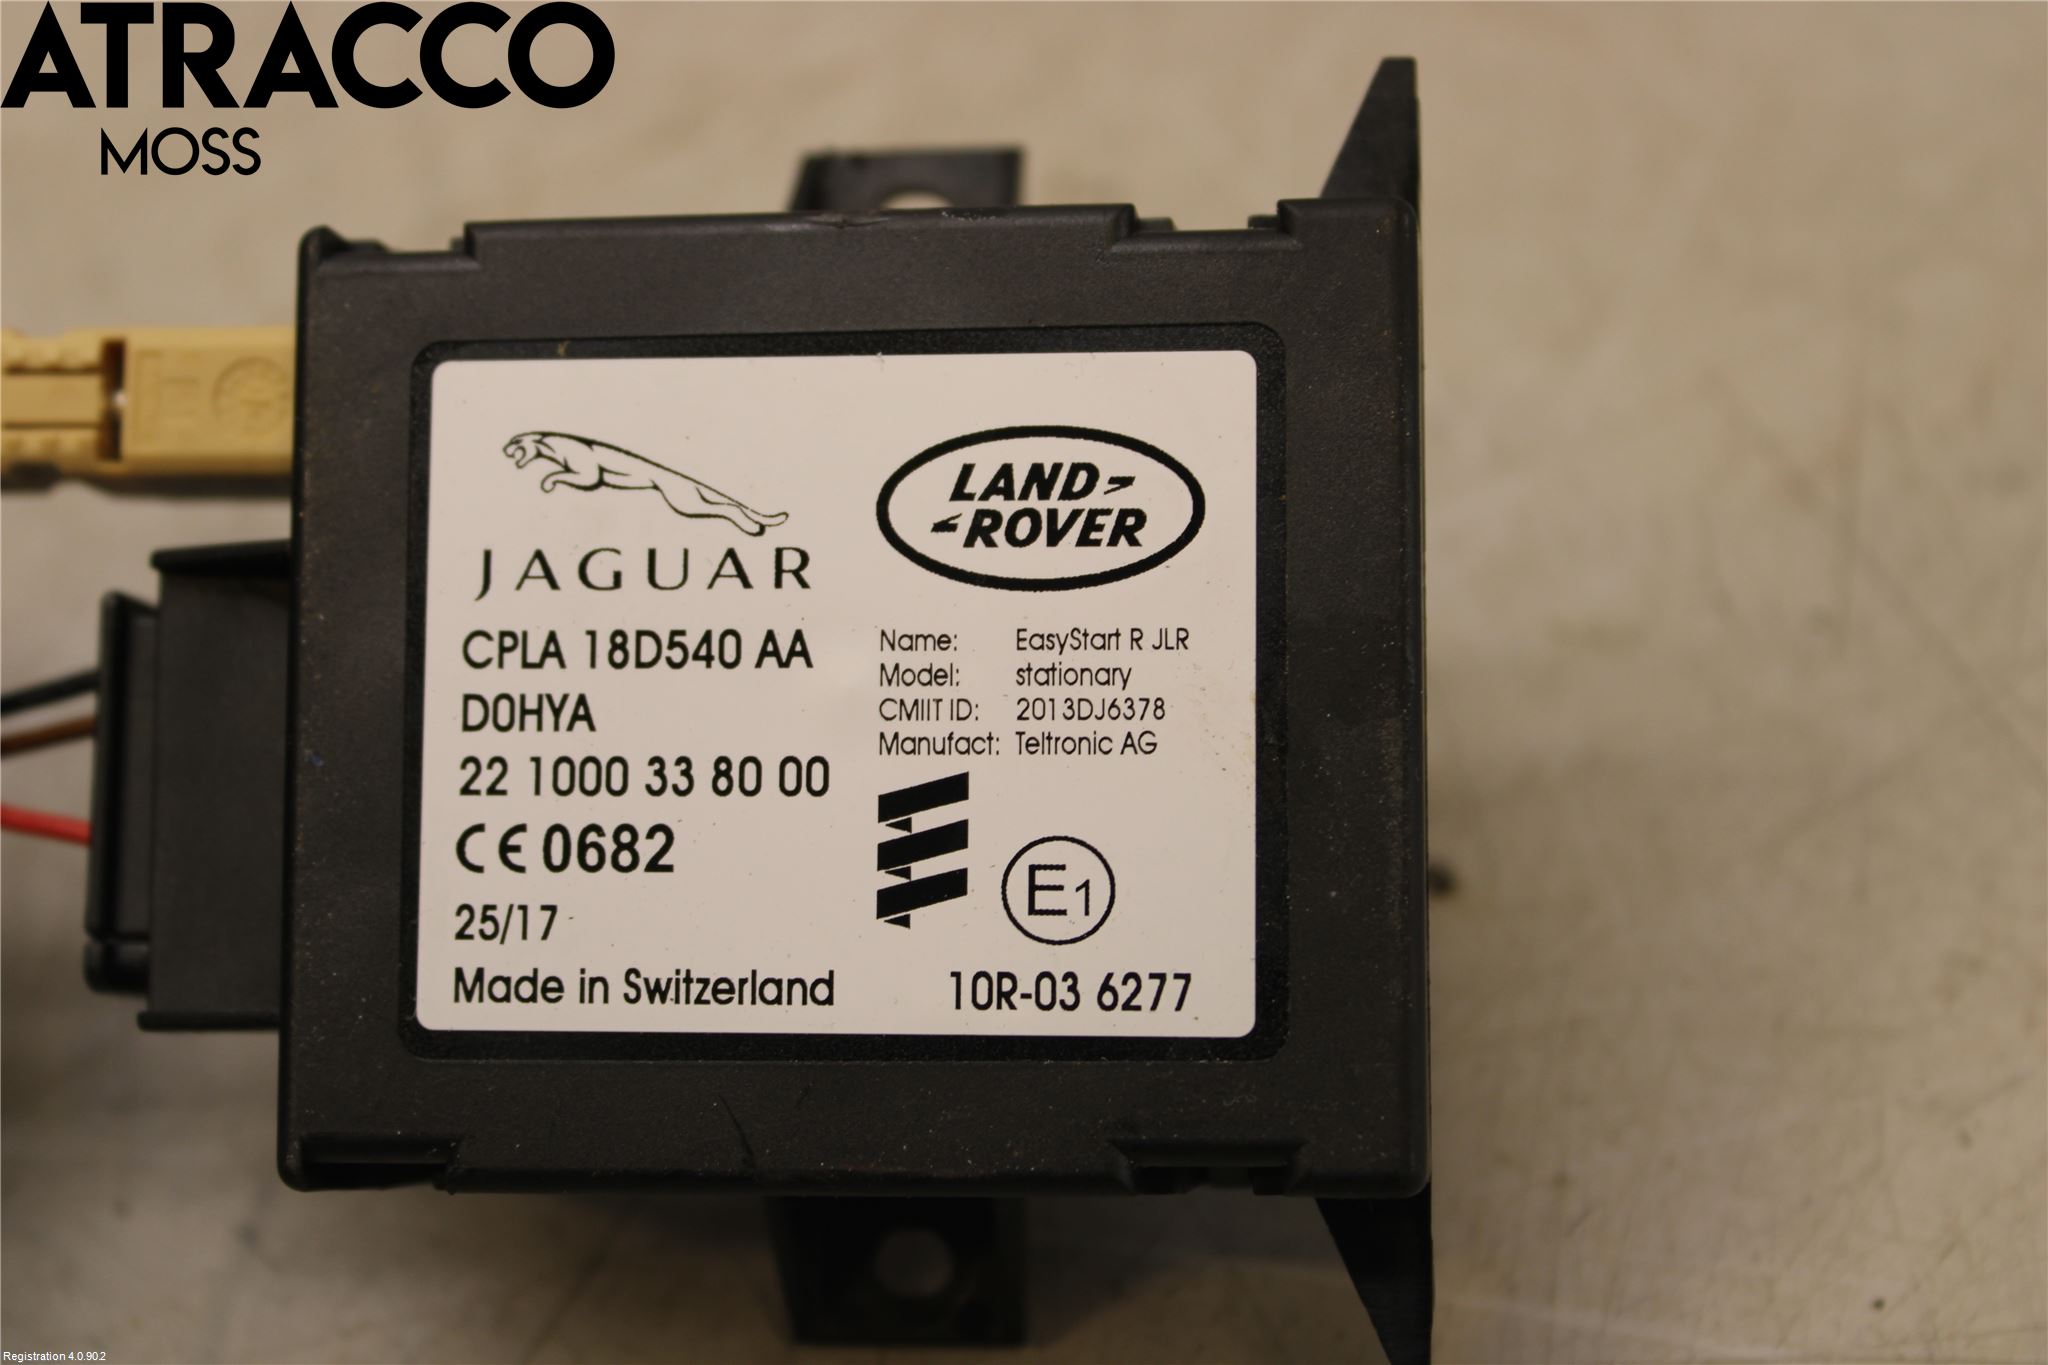 ATRACCO
MOSS
JAGUAR
LAND
ROVER
CPLA 18D540 AA
D0HYA
22 1000 33 80 00
CE 0682
25/17
Made in Switzerland
Name: EasyStart R JLR
Model: stationary
CMIIT ID: 2013DJ6378
Manufact: Teltronic AG
E1
10R-03 6277
Registration 4.0.90.2